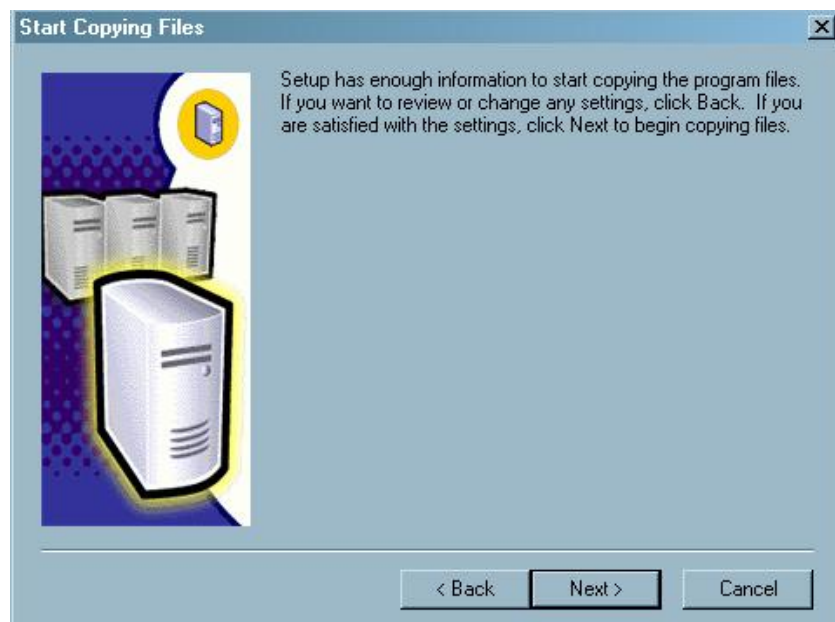 Start Copying Files
Setup has enough information to start copying the program files.
If you want to review or change any settings, click Back.  If you
are satisfied with the settings, click Next to begin copying files.
< Back
Next >
Cancel